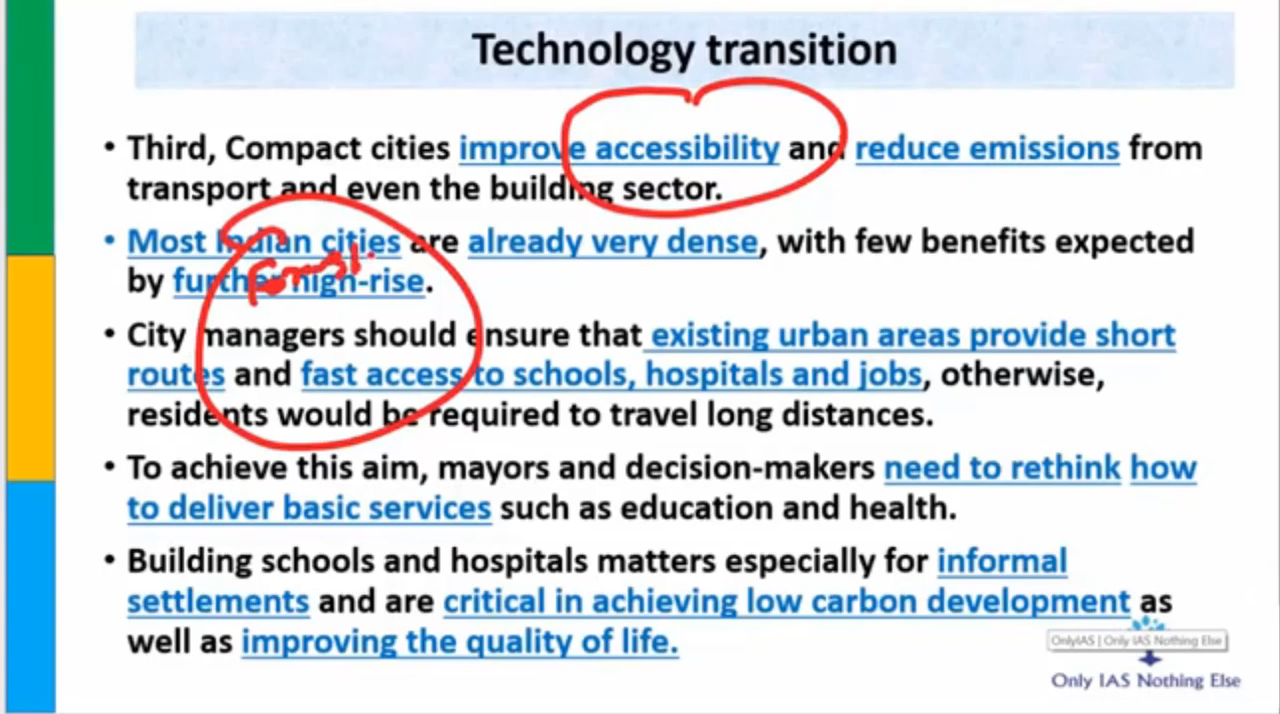 Technology transition
• Third, Compact cities improve accessibility and reduce emissions from
transport and even the building sector.
• Most Indian cities are already very dense, with few benefits expected
by further high-rise.
• City managers should ensure that existing urban areas provide short
routes and fast access to schools, hospitals and jobs, otherwise,
residents would be required to travel long distances.
• To achieve this aim, mayors and decision-makers need to rethink how
to deliver basic services such as education and health.
• Building schools and hospitals matters especially for informal
settlements and are critical in achieving low carbon development as
well as improving the quality of life.
OnlyIAS | Only IAS Nothing Else
Only IAS Nothing Else